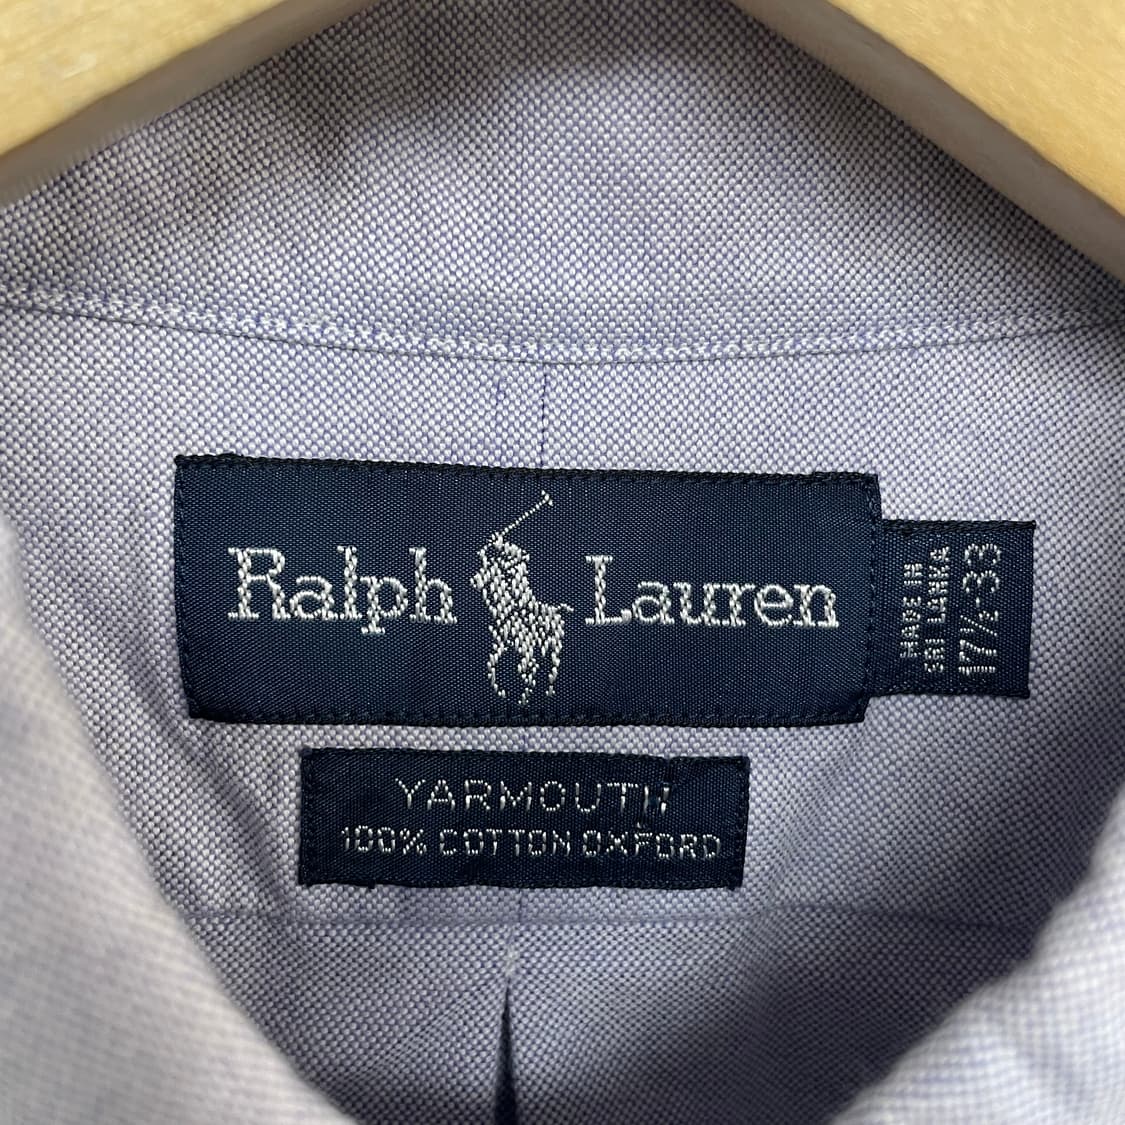 Ralph Lauren
MADE IN
SRI LANKA
17½-33
YARMOUTH
100% COTTON OXFORD